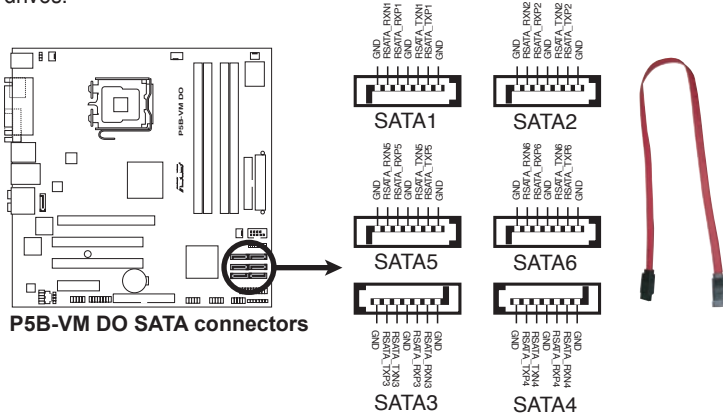 drives.
GND
RSATA_RXN1
RSATA_RXP1
GND
RSATA_TXN1
RSATA_TXP1
GND
SATA1
GND
RSATA_RXN2
RSATA_RXP2
GND
RSATA_TXN2
RSATA_TXP2
GND
SATA2
P5B-VM DO
ASUS
GND
RSATA_RXN5
RSATA_RXP5
GND
RSATA_TXN5
RSATA_TXP5
GND
SATA5
GND
RSATA_RXN6
RSATA_RXP6
GND
RSATA_TXN6
RSATA_TXP6
GND
SATA6
P5B-VM DO SATA connectors
GND
RSATA_TXP3
RSATA_TXN3
GND
RSATA_RXP3
RSATA_RXN3
GND
SATA3
GND
RSATA_TXP4
RSATA_TXN4
GND
RSATA_RXP4
RSATA_RXN4
GND
SATA4